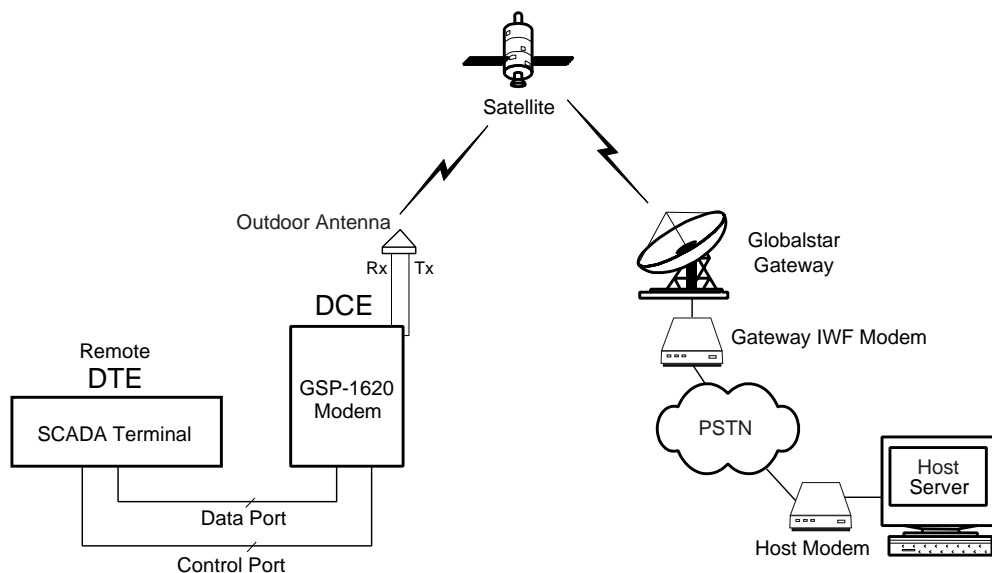 Satellite
Outdoor Antenna
Rx Tx
Globalstar
Gateway
DCE
Gateway IWF Modem
Remote
DTE
GSP-1620
Modem
SCADA Terminal
PSTN
Host
Server
Data Port
Host Modem
Control Port